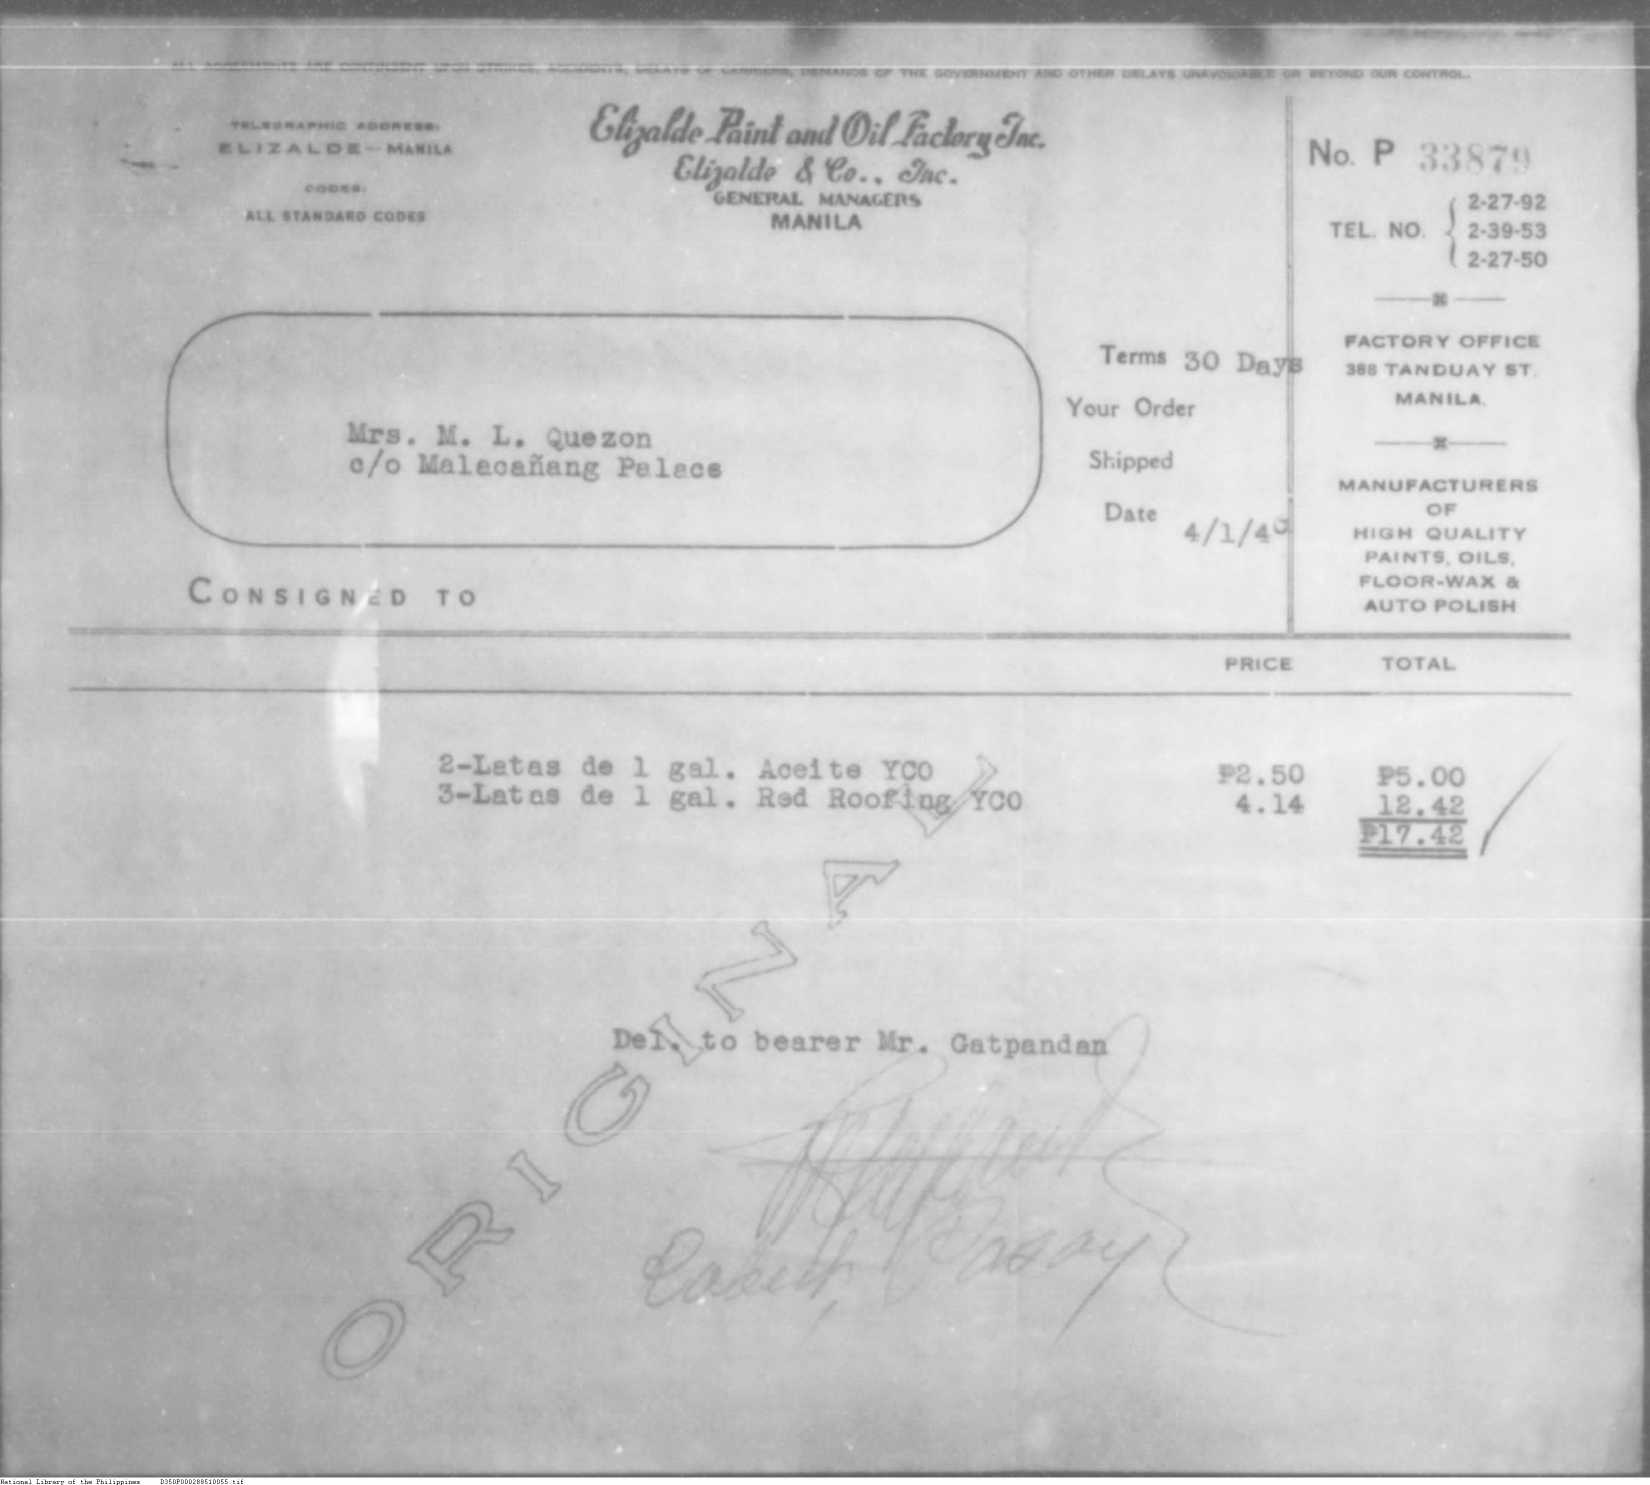 ALL AGREEMENTS ARE CONTINGENT UPON STRIKES, ACCIDENTS, DELAYS OF CARRIERS, DEMANDS OF THE GOVERNMENT AND OTHER DELAYS UNAVOIDABLE OR BEYOND OUR CONTROL.
TELEGRAPHIC ADDRESS:
ELIZALDE—MANILA
CODES:
ALL STANDARD CODES
Elizalde Paint and Oil Factory Inc.
Elizalde & Co., Inc.
GENERAL MANAGERS
MANILA
No. P 33879
TEL. NO. 2-27-92
2-39-53
2-27-50
FACTORY OFFICE
388 TANDUAY ST.
MANILA.
MANUFACTURERS
OF
HIGH QUALITY
PAINTS, OILS,
FLOOR-WAX &
AUTO POLISH
Mrs. M. L. Quezon
c/o Malacañang Palace
Terms 30 Days
Your Order
Shipped
Date 4/1/40
CONSIGNED TO
PRICE TOTAL
2-Latas de 1 gal. Aceite YCO ₱2.50 ₱5.00
3-Latas de 1 gal. Red Roofing YCO 4.14 12.42
₱17.42
ORIGINAL
Del. to bearer Mr. Gatpandan
Pasay
National Library of the Philippines D350P000288510055.tif